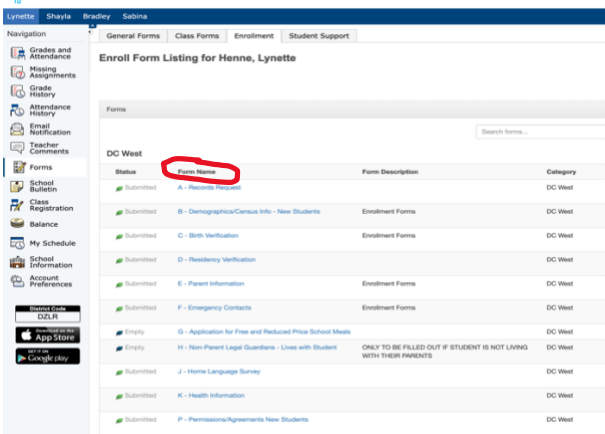 Lynette Shayla Bradley Sabina
Navigation
General Forms Class Forms Enrollment Student Support
Grades and
Attendance
Missing
Assignments
Grade
History
Attendance
History
Email
Notification
Teacher
Comments
Forms
School
Bulletin
Class
Registration
Balance
My Schedule
School
Information
Account
Preferences
District Code
DZLR
Download on the
App Store
GET IT ON
Google play
Enroll Form Listing for Henne, Lynette
Forms
Search forms...
DC West
Status Form Name Form Description Category
Submitted A - Records Request DC West
Submitted B - Demographics/Census Info - New Students Enrollment Forms DC West
Submitted C - Birth Verification Enrollment Forms DC West
Submitted D - Residency Verification DC West
Submitted E - Parent Information Enrollment Forms DC West
Submitted F - Emergency Contacts Enrollment Forms DC West
Empty G - Application for Free and Reduced Price School Meals DC West
Empty H - Non-Parent Legal Guardians - Lives with Student ONLY TO BE FILLED OUT IF STUDENT IS NOT LIVING DC West
WITH THEIR PARENTS
Submitted J - Home Language Survey DC West
Submitted K - Health Information DC West
Submitted P - Permissions/Agreements New Students DC West